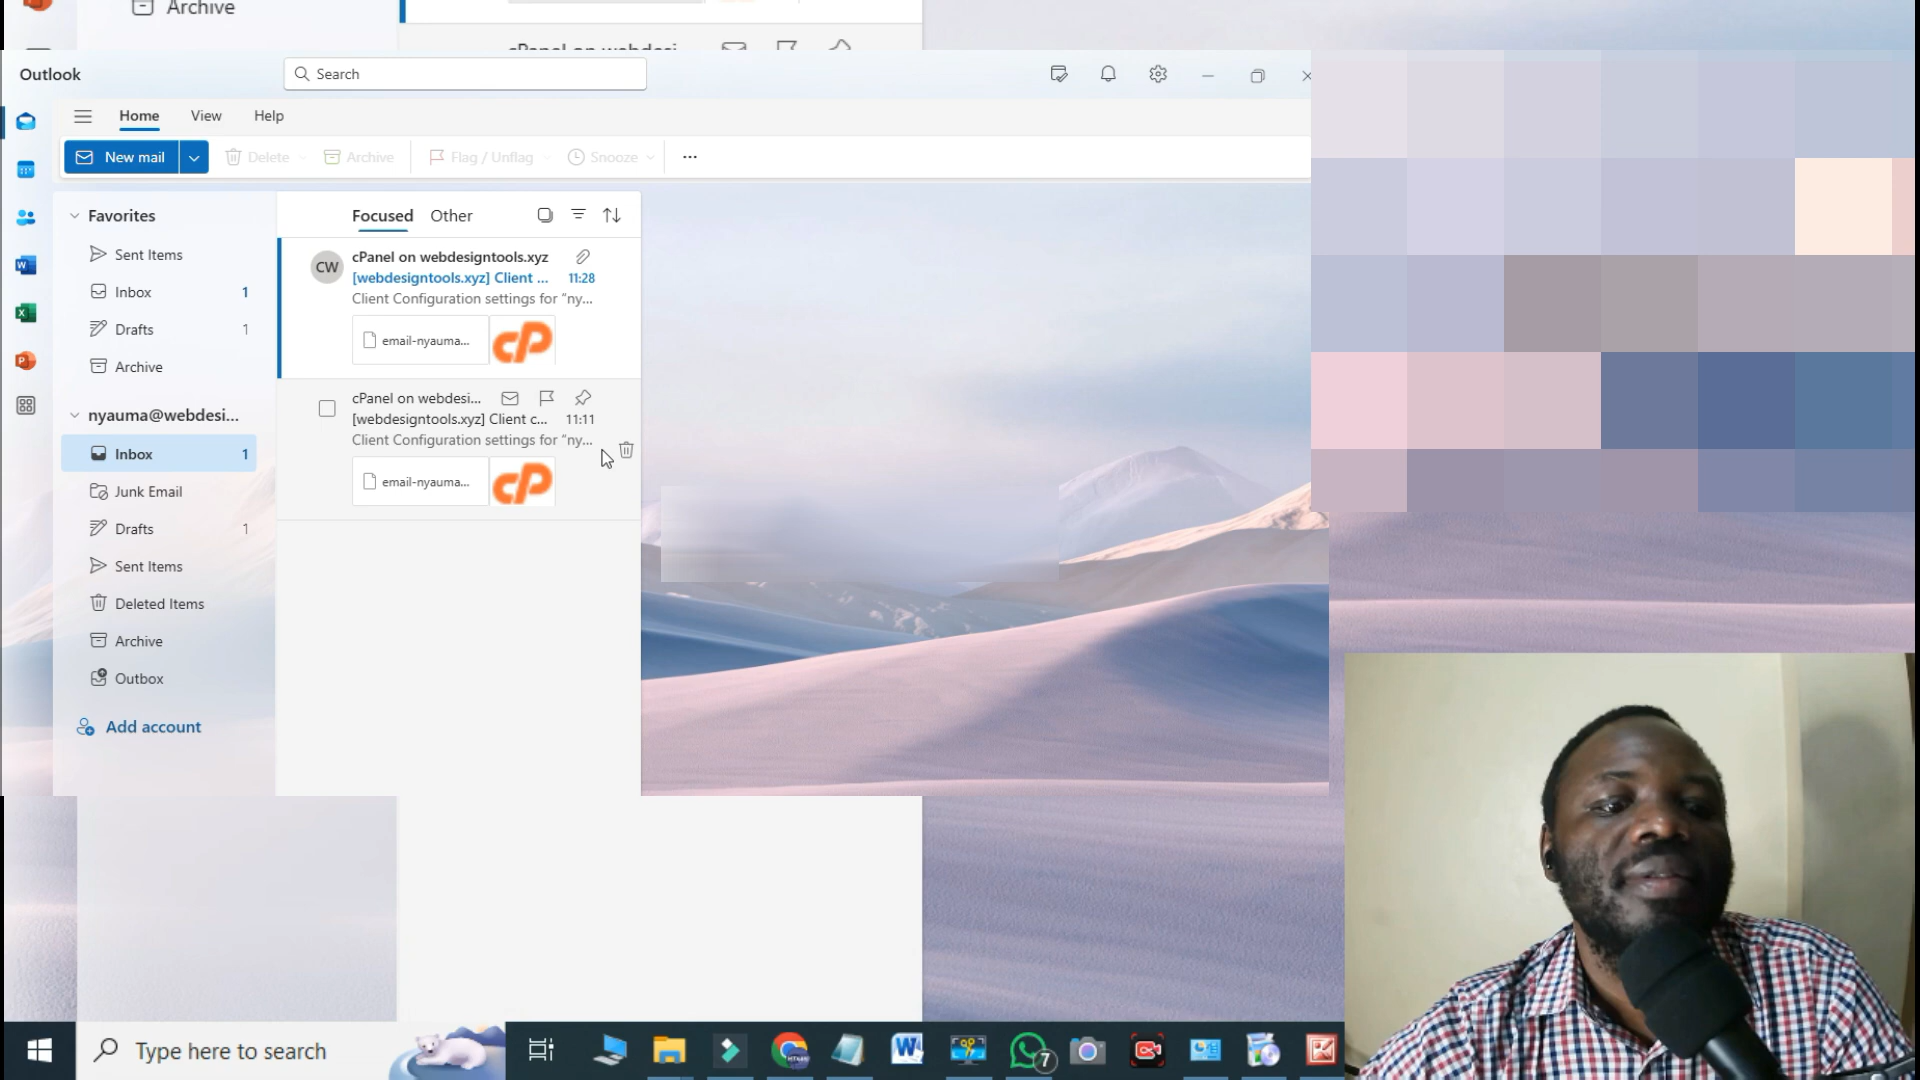 Archive
cPanel on webdesi
Outlook
Search
Home View Help
New mail Delete Archive Flag / Unflag Snooze ...
Favorites
Sent Items
Inbox 1
Drafts 1
Archive
nyauma@webdesi...
Inbox 1
Junk Email
Drafts 1
Sent Items
Deleted Items
Archive
Outbox
Add account
Focused Other
CW
cPanel on webdesigntools.xyz
[webdesigntools.xyz] Client ... 11:28
Client Configuration settings for “ny...
email-nyauma... cP
cPanel on webdesi...
[webdesigntools.xyz] Client c... 11:11
Client Configuration settings for “ny...
email-nyauma... cP
Type here to search
7